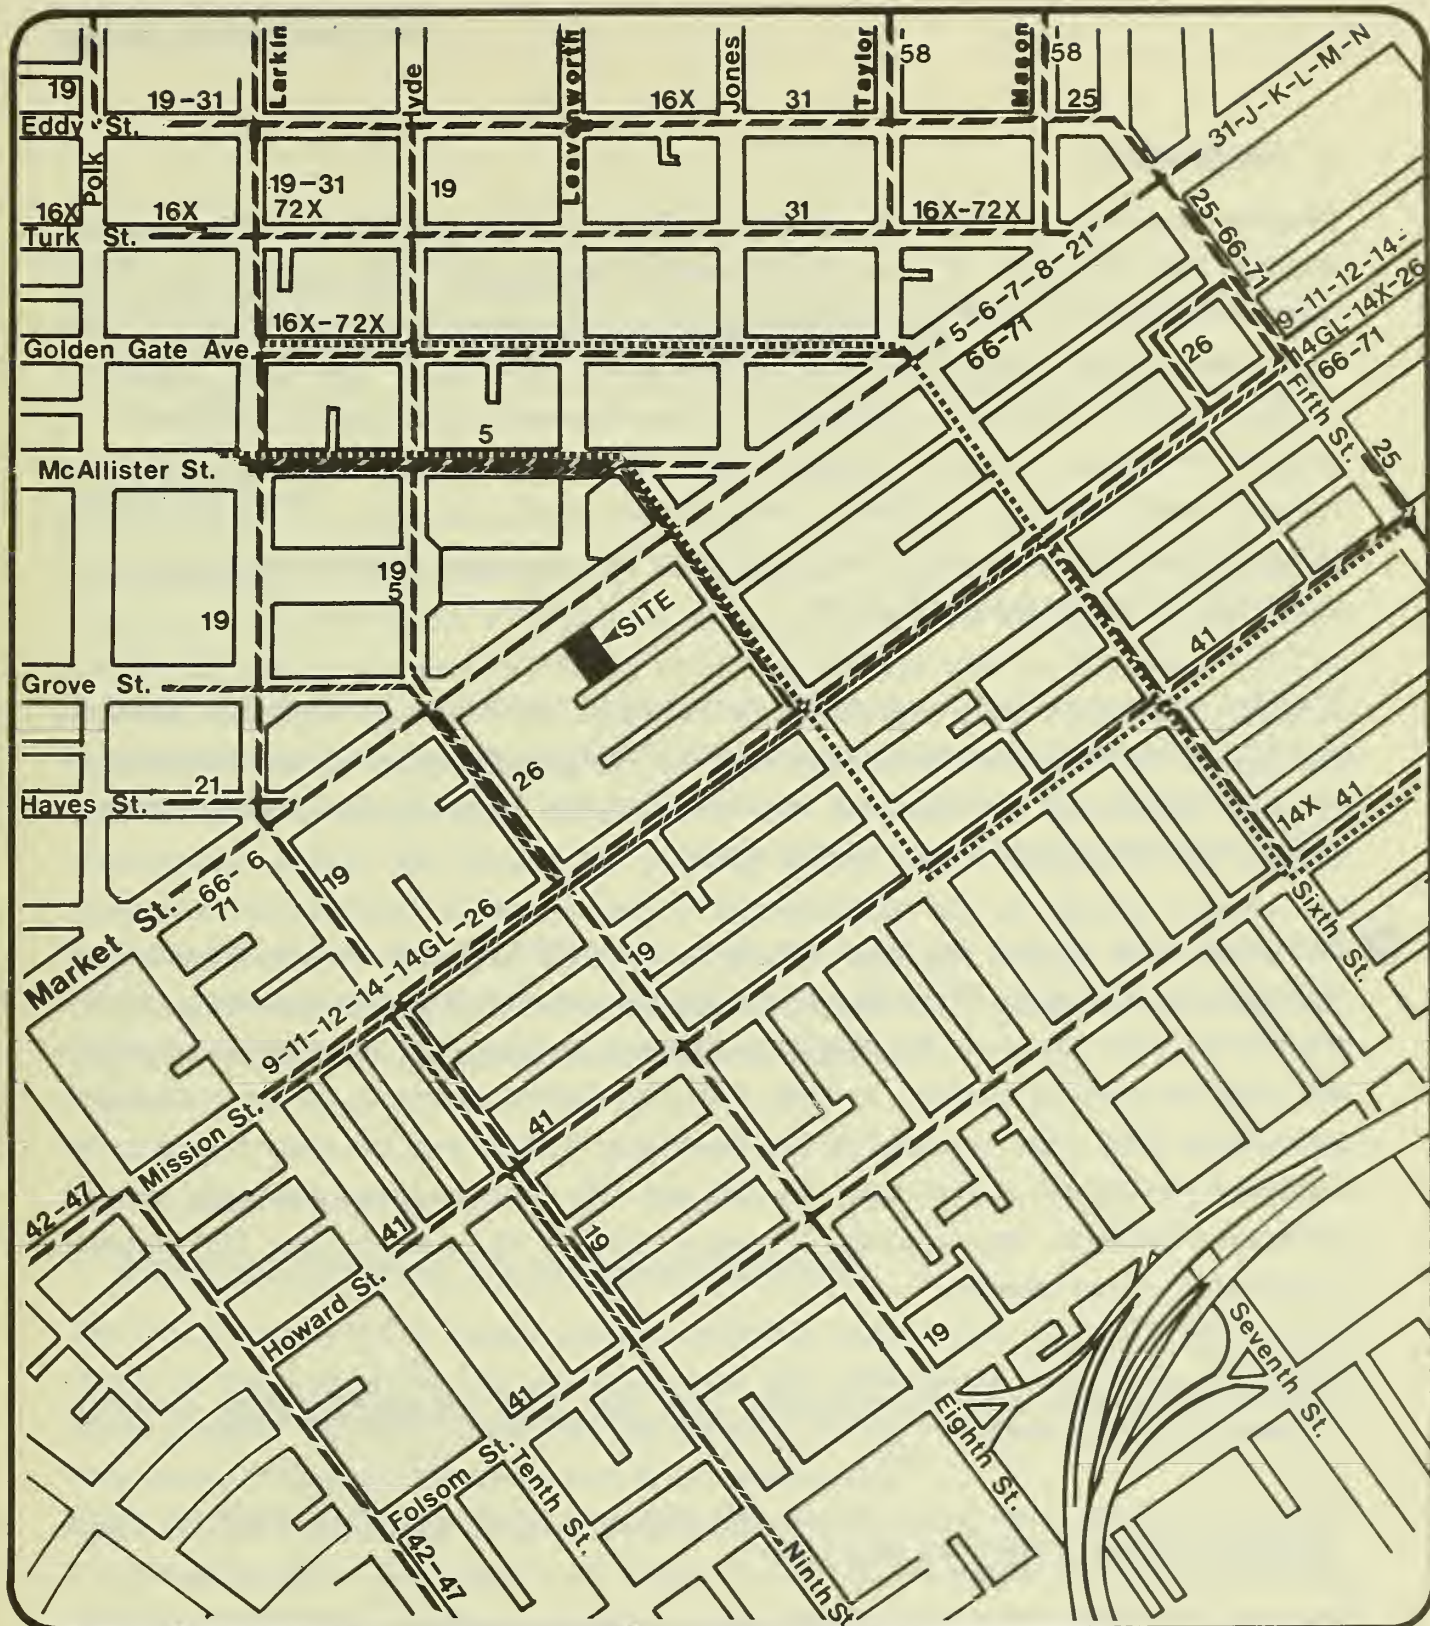 Larkin
Hyde
Leavenworth
Jones
Taylor
58
Mason
58
31-J-K-L-M-N
19
19-31
16X
31
25
Eddy St.
Polk
19-31
72X
19
16X
16X
31
16X-72X
25-66-71
Turk St.
5-6-7-8-21
66-71
9-11-12-14-
14GL-14X-26
66-71
16X-72X
26
Golden Gate Ave.
Fifth St.
5
25
McAllister St.
19
5
19
SITE
41
Grove St.
26
21
14X 41
Hayes St.
66-6
71
19
Sixth St.
Market St.
9-11-12-14-14GL-26
19
41
Mission St.
42-47
41
19
Howard St.
19
Seventh St.
41
Eighth St.
Folsom St.
Tenth St.
42-47
Ninth St.